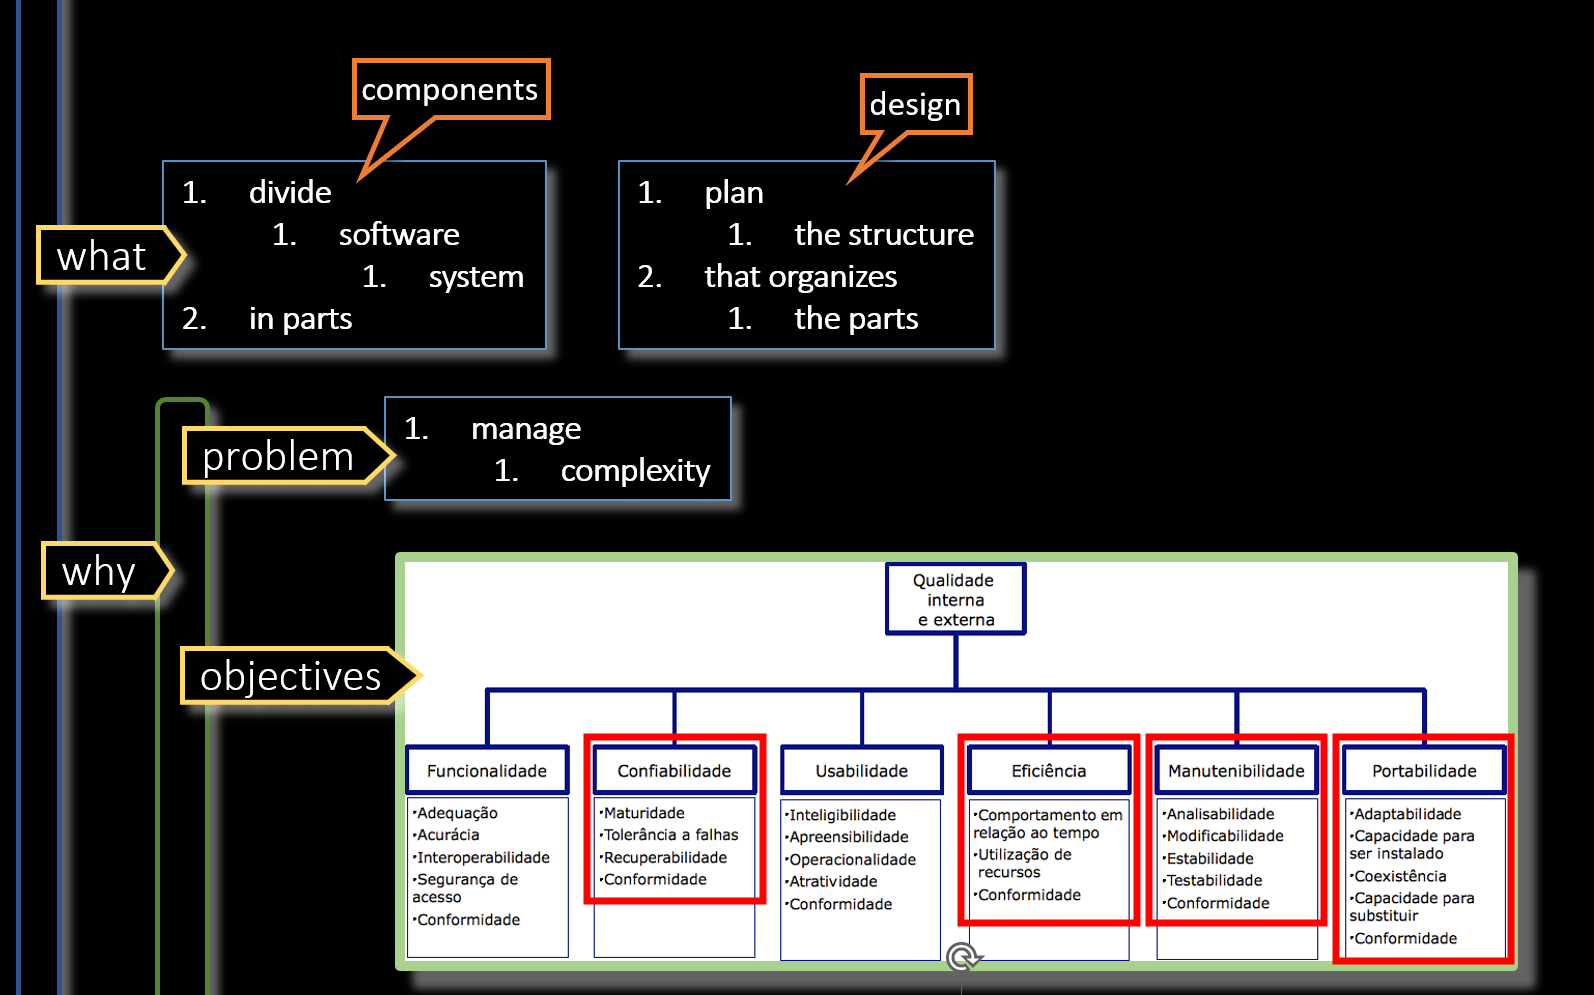 components
design
1. divide
1. software
1. system
2. in parts
1. plan
1. the structure
2. that organizes
1. the parts
what
1. manage
1. complexity
problem
why
objectives
Qualidade
interna
e externa
Funcionalidade
·Adequação
·Acurácia
·Interoperabilidade
·Segurança de
acesso
·Conformidade
Confiabilidade
·Maturidade
·Tolerância a falhas
·Recuperabilidade
·Conformidade
Usabilidade
·Inteligibilidade
·Apreensibilidade
·Operacionalidade
·Atratividade
·Conformidade
Eficiência
·Comportamento em
relação ao tempo
·Utilização de
recursos
·Conformidade
Manutenibilidade
·Analisabilidade
·Modificabilidade
·Estabilidade
·Testabilidade
·Conformidade
Portabilidade
·Adaptabilidade
·Capacidade para
ser instalado
·Coexistência
·Capacidade para
substituir
·Conformidade